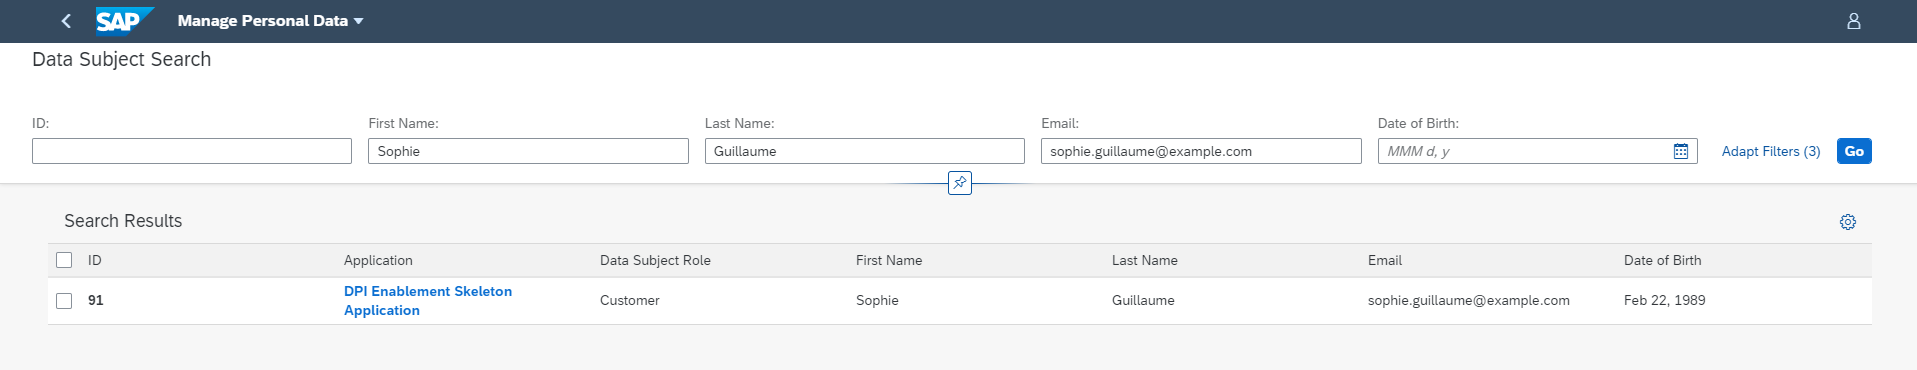 SAP Manage Personal Data
Data Subject Search
ID: First Name: Last Name: Email: Date of Birth:
Sophie Guillaume sophie.guillaume@example.com MMM d, y Adapt Filters (3) Go
Search Results
ID Application Data Subject Role First Name Last Name Email Date of Birth
91 DPI Enablement Skeleton Customer Sophie Guillaume sophie.guillaume@example.com Feb 22, 1989
Application